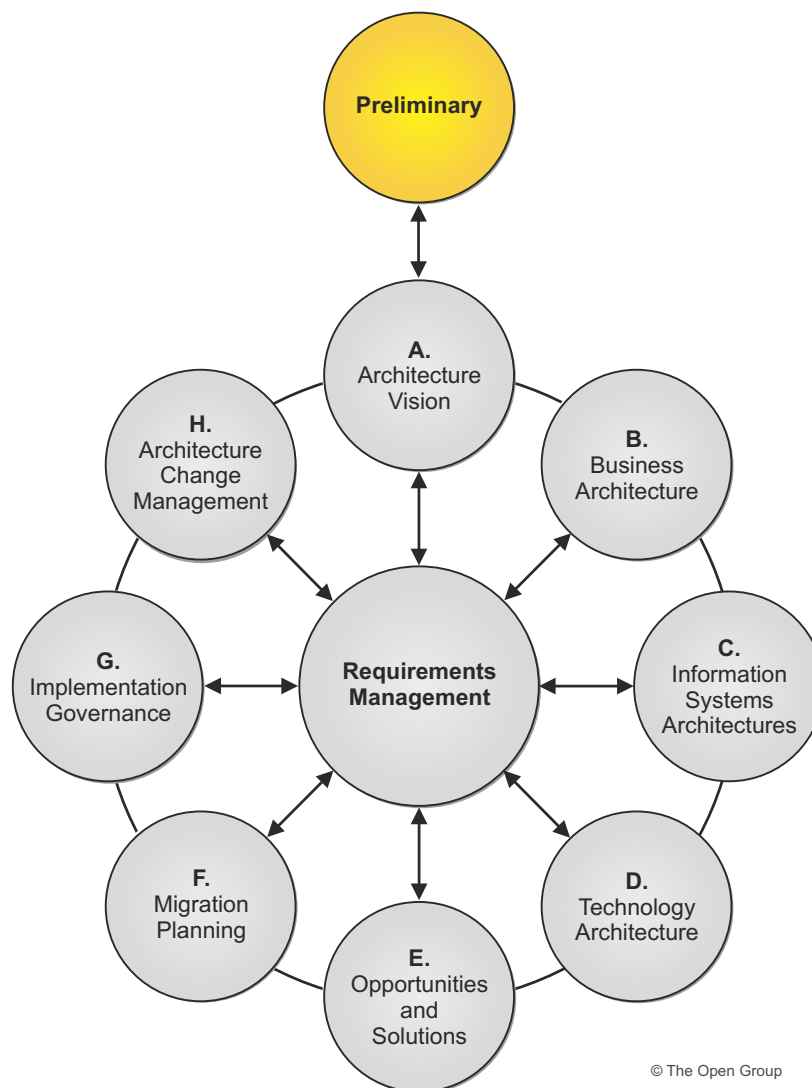 Preliminary
A.
Architecture
Vision
B.
Business
Architecture
C.
Information
Systems
Architectures
D.
Technology
Architecture
E.
Opportunities
and
Solutions
F.
Migration
Planning
G.
Implementation
Governance
H.
Architecture
Change
Management
Requirements
Management
© The Open Group